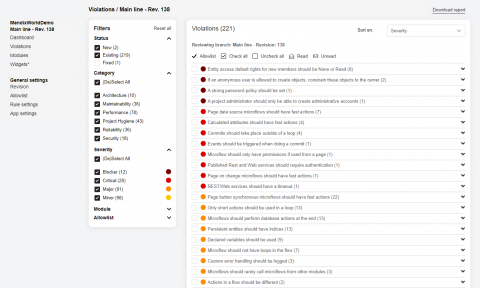 MendixWorldDemo
Main line - Rev. 138
Dashboard
Violations
Modules
Widgets*
General settings
Revision
Allowlist
Rule settings
App settings
Violations / Main line - Rev. 138
Download report
Filters
Reset all
Status
New (2)
Existing (219)
Fixed (1)
Category
(De)Select All
Architecture (10)
Maintainability (36)
Performance (78)
Project Hygiene (43)
Reliability (36)
Security (18)
Severity
(De)Select All
Blocker (12)
Critical (20)
Major (91)
Minor (98)
Module
Allowlist
Violations (221)
Sort on:
Severity
Reviewing branch: Main line - Revision: 138
Allowlist
Check all
Uncheck all
Read
Unread
Entity access default rights for new members should be None or Read (8)
If an anonymous user is allowed to create objects, constrain those objects to the owner (2)
A strong password policy should be set (1)
A project administrator should only be able to create administrative accounts (1)
Page data source microflows should have fast actions (7)
Calculated attributes should have fast actions (4)
Commits should take place outside of a loop (4)
Events should be triggered when doing a commit (1)
Microflow should only have permissions if used from a page (1)
Published Rest and Web services should require authentication (1)
Page on change microflows should have fast actions (1)
REST/Web services should have a timeout (1)
Page button synchronous microflows should have fast actions (22)
Only short actions should be used in a loop (13)
Microflows should perform database actions at the end (13)
Persistent entities should have indices (13)
Declared variables should be used (9)
Microflow should not have loops in the flow (7)
Custom error handling should be logged (3)
Microflows should rarely call microflows from other modules (3)
Actions in a flow should be different (2)